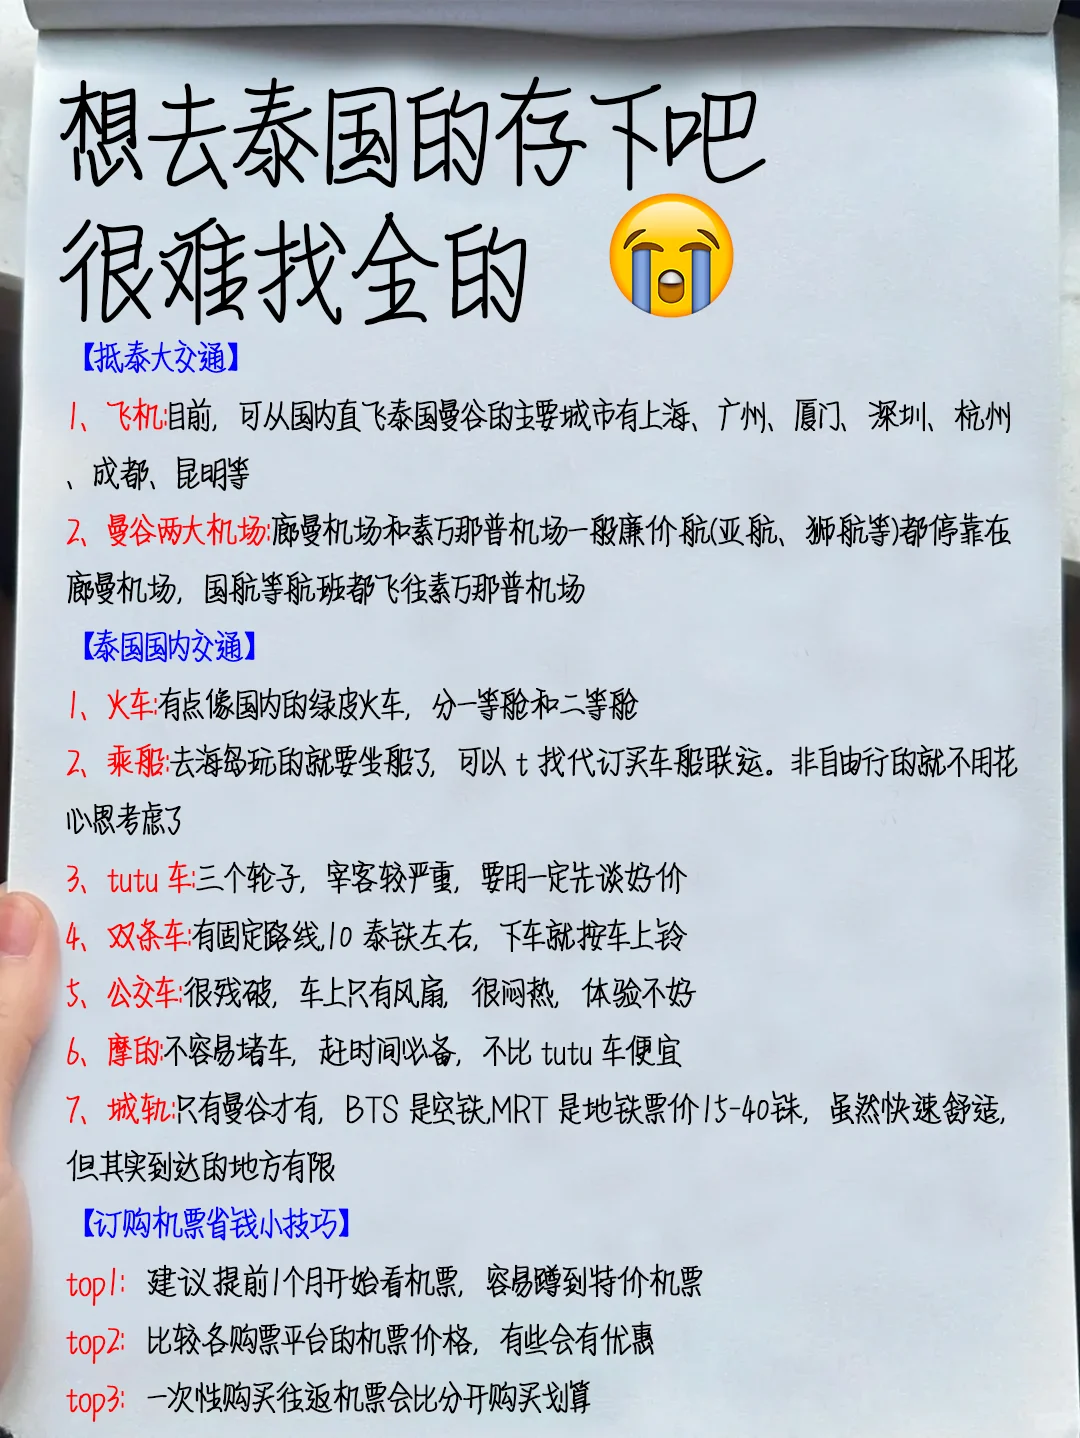 想去泰国的存下吧
很难找全的
【抵泰大交通】
1、飞机:目前，可从国内直飞泰国曼谷的主要城市有上海、广州、厦门、深圳、杭州
、成都、昆明等
2、曼谷两大机场:廊曼机场和素万那普机场一般廉价航(亚航、狮航等)都停靠在
廊曼机场，国航等航班都飞往素万那普机场
【泰国国内交通】
1、火车:有点像国内的绿皮火车，分一等舱和二等舱
2、乘船:去海岛玩的就要坐船了，可以 t 找代订买车船联运。非自由行的就不用花
心思考虑了
3、tutu 车:三个轮子，宰客较严重，要用一定先谈好价
4、双条车:有固定路线,10 泰铢左右，下车就按车上铃
5、公交车:很残破，车上只有风扇，很闷热，体验不好
6、摩的:不容易堵车，赶时间必备，不比 tutu 车便宜
7、城轨:只有曼谷才有，BTS 是空铁,MRT 是地铁票价15-40铢，虽然快速舒适，
但其实到达的地方有限
【订购机票省钱小技巧】
top1: 建议提前1个月开始看机票，容易蹲到特价机票
top2: 比较各购票平台的机票价格，有些会有优惠
top3: 一次性购买往返机票会比分开购买划算